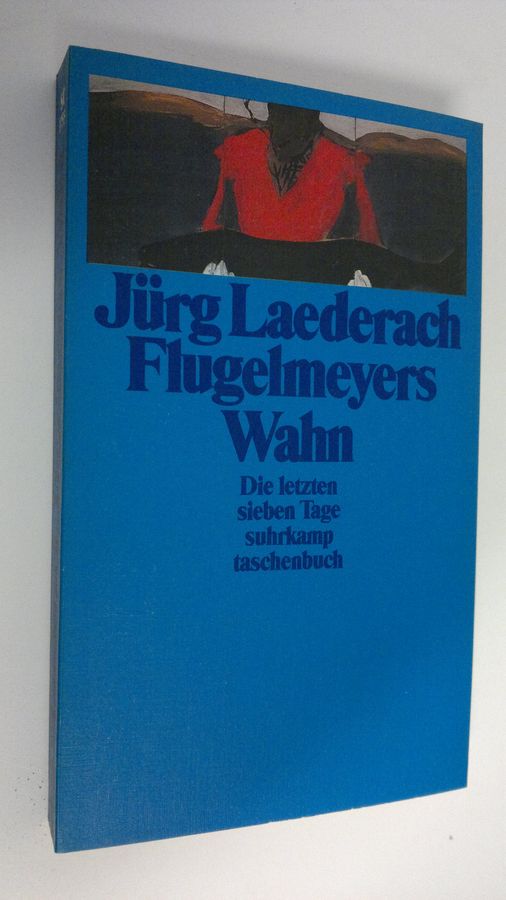 Jürg Laederach
Flugelmeyers
Wahn
Die letzten
sieben Tage
suhrkamp
taschenbuch